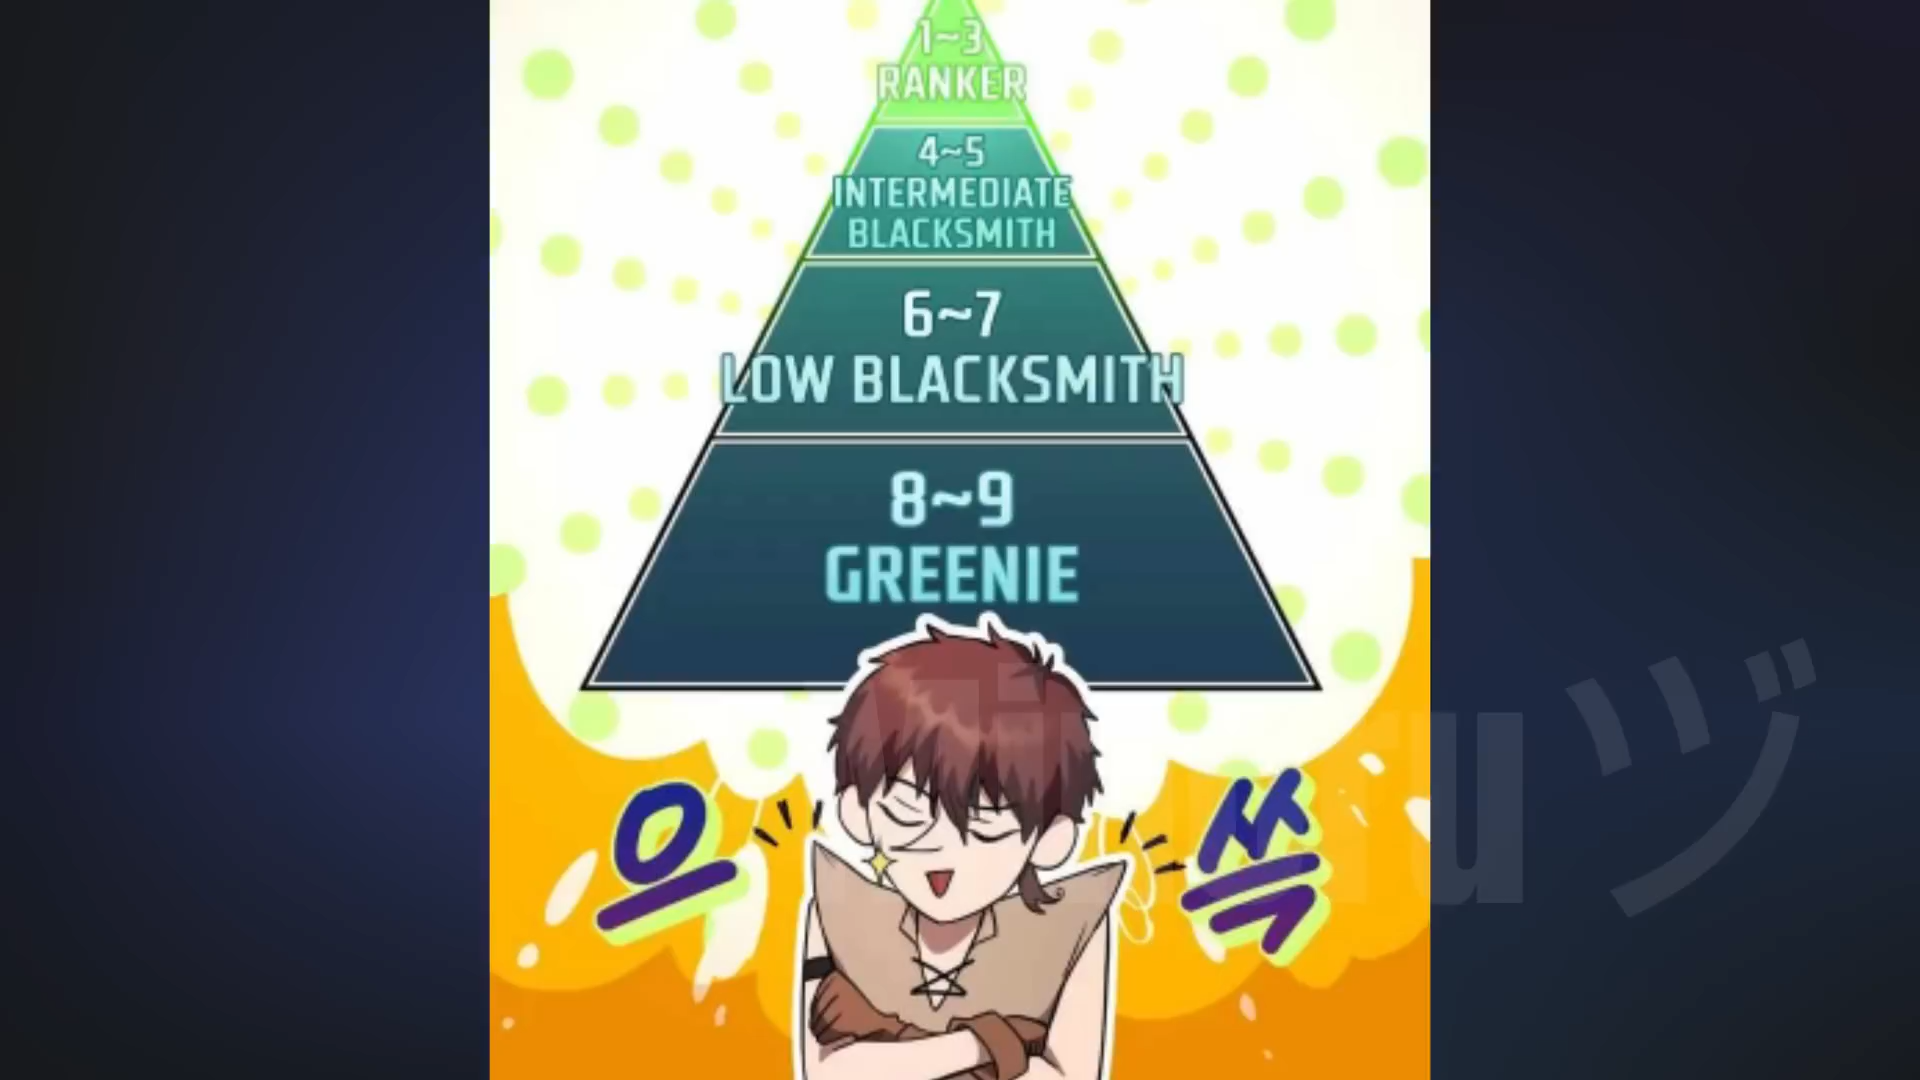 1~3
RANKER
4~5
INTERMEDIATE
BLACKSMITH
6~7
LOW BLACKSMITH
8~9
GREENIE
으쓱